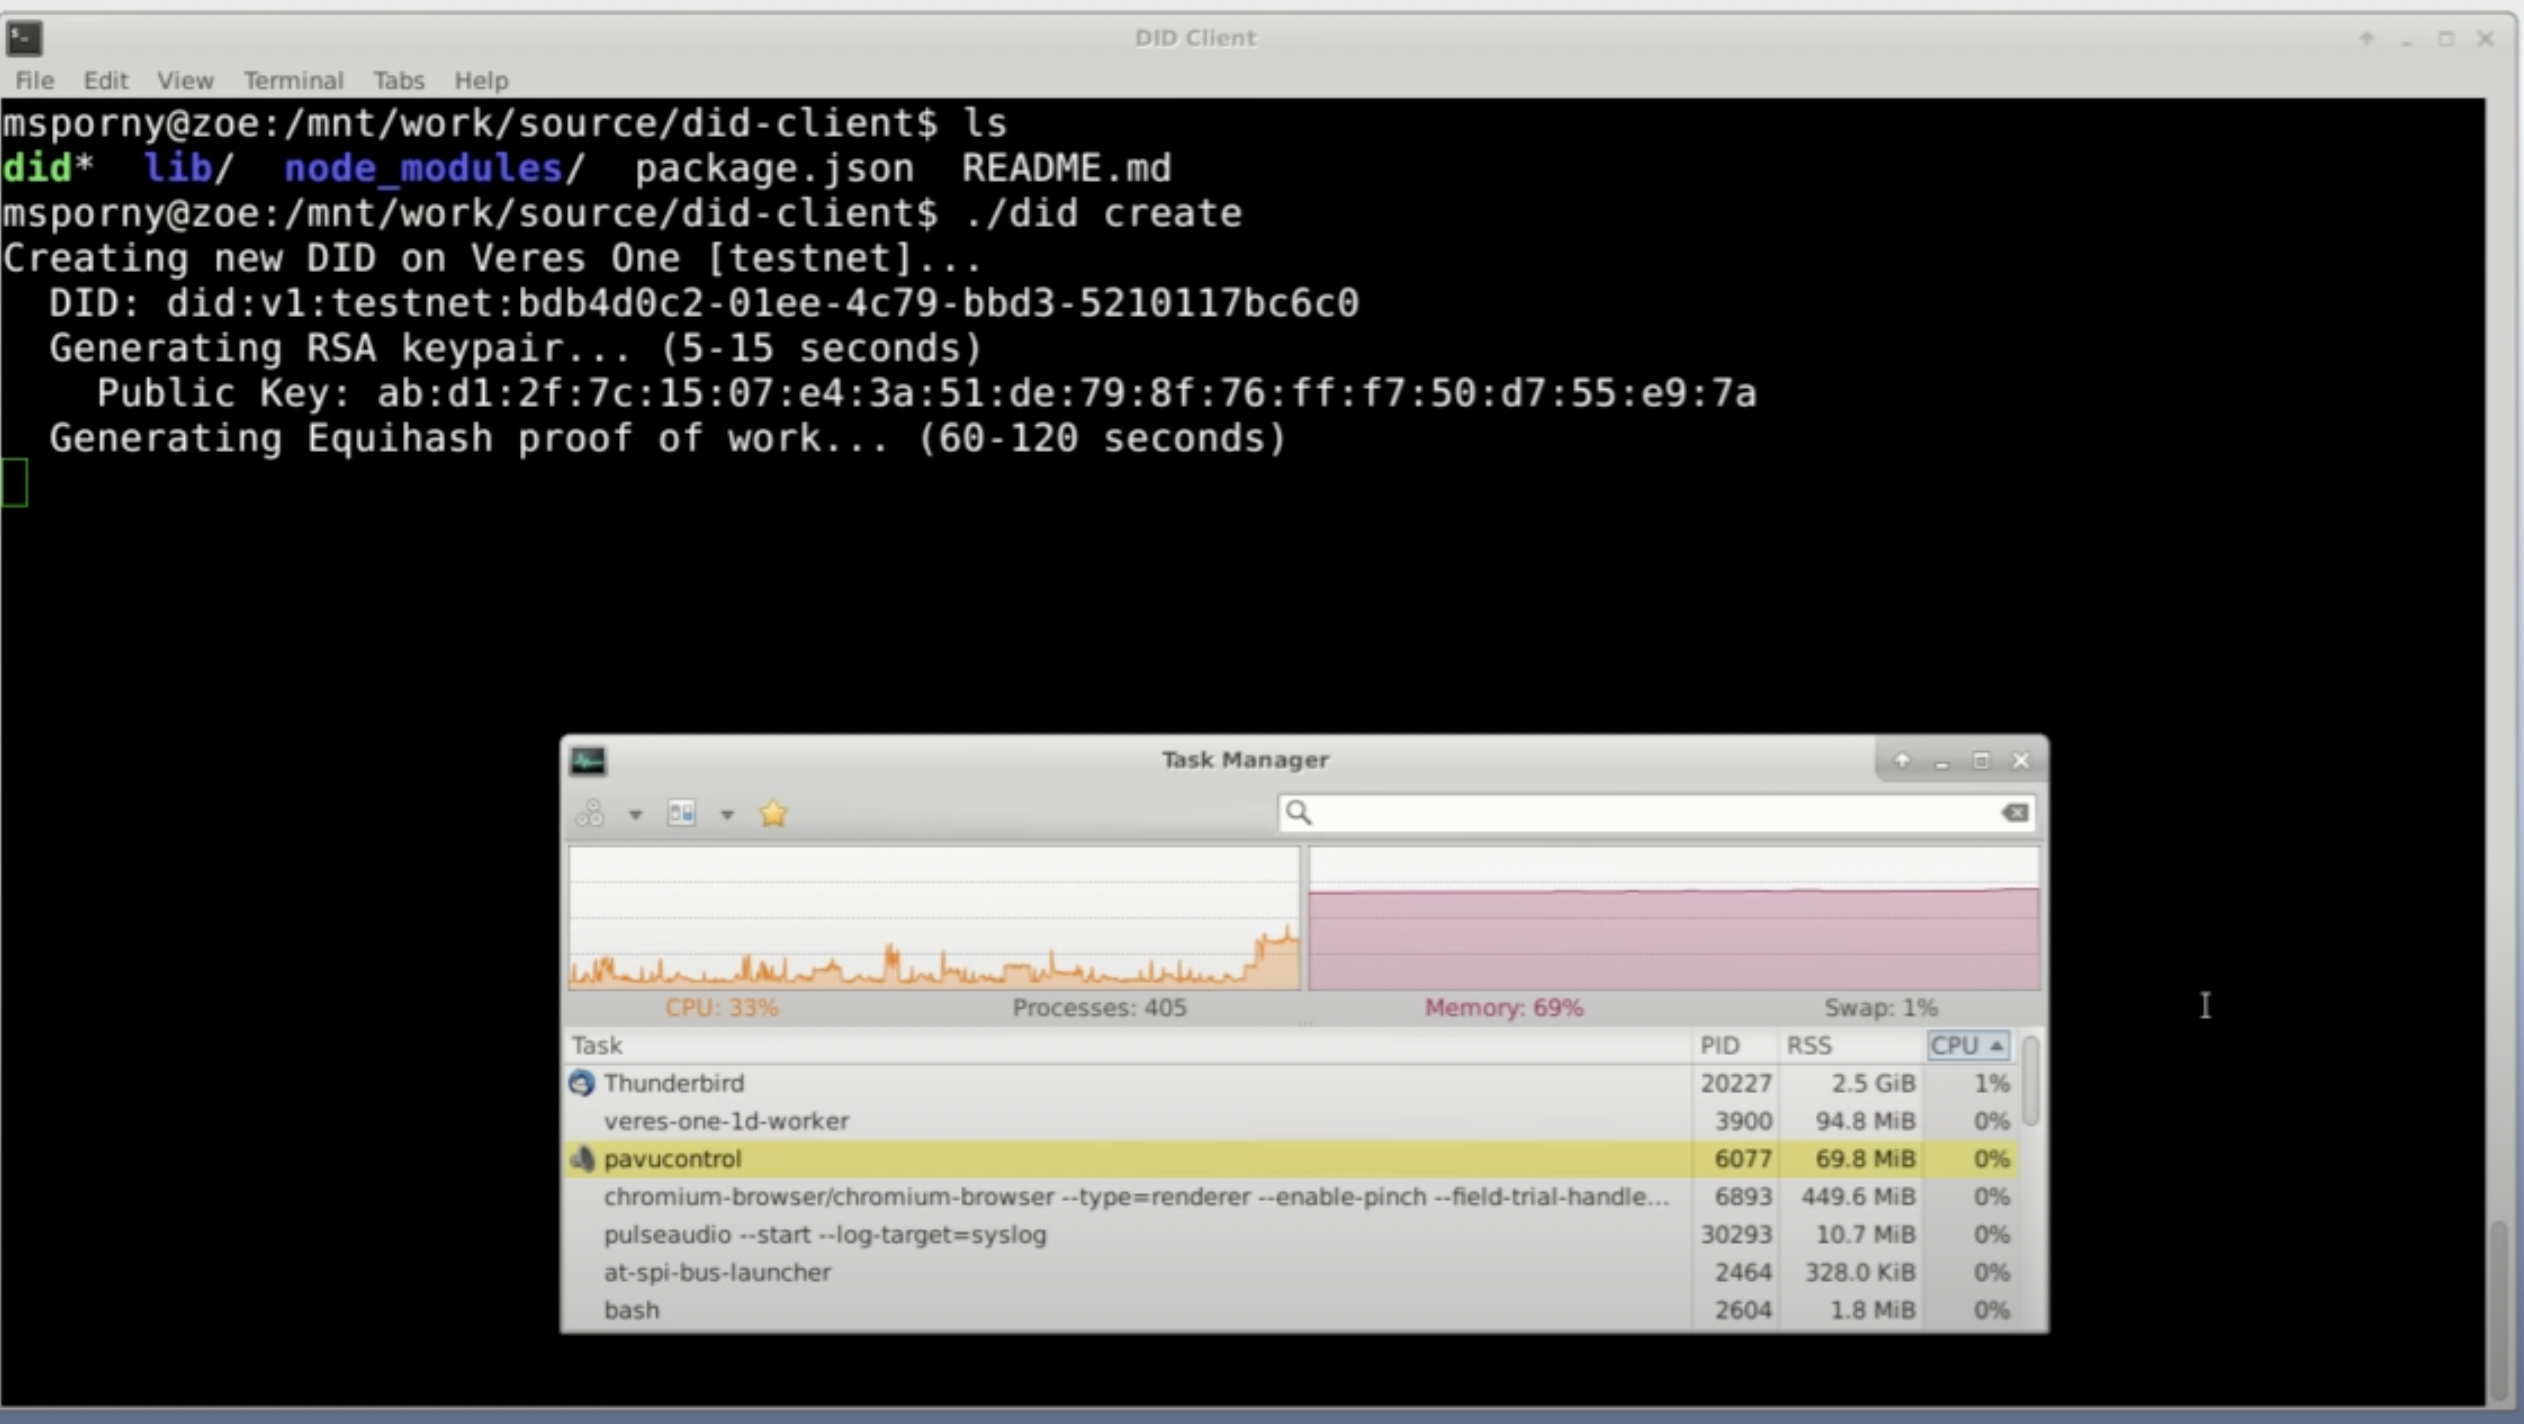 DID Client
File Edit View Terminal Tabs Help
msporny@zoe:/mnt/work/source/did-client$ ls
did* lib/ node_modules/ package.json README.md
msporny@zoe:/mnt/work/source/did-client$ ./did create
Creating new DID on Veres One [testnet]...
DID: did:v1:testnet:bdb4d0c2-01ee-4c79-bbd3-5210117bc6c0
Generating RSA keypair... (5-15 seconds)
Public Key: ab:d1:2f:7c:15:07:e4:3a:51:de:79:8f:76:ff:f7:50:d7:55:e9:7a
Generating Equihash proof of work... (60-120 seconds)
Task Manager
CPU: 33% Processes: 405 Memory: 69% Swap: 1%
Task PID RSS CPU
Thunderbird 20227 2.5 GiB 1%
veres-one-1d-worker 3900 94.8 MiB 0%
pavucontrol 6077 69.8 MiB 0%
chromium-browser/chromium-browser --type=renderer --enable-pinch --field-trial-handle... 6893 449.6 MiB 0%
pulseaudio --start --log-target=syslog 30293 10.7 MiB 0%
at-spi-bus-launcher 2464 328.0 KiB 0%
bash 2604 1.8 MiB 0%